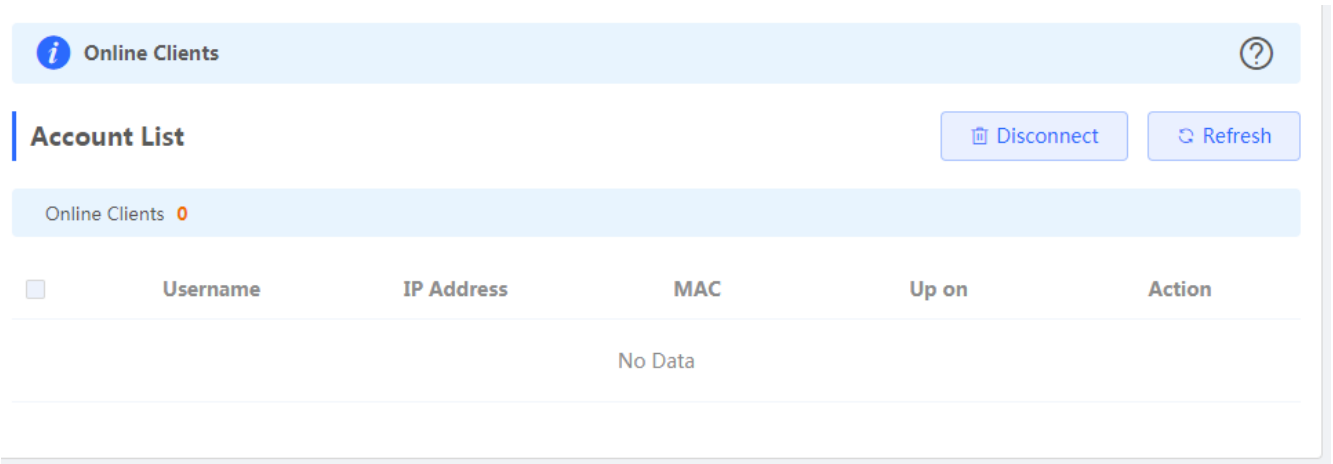 i Online Clients ?
Account List Disconnect Refresh
Online Clients 0
Username IP Address MAC Up on Action
No Data